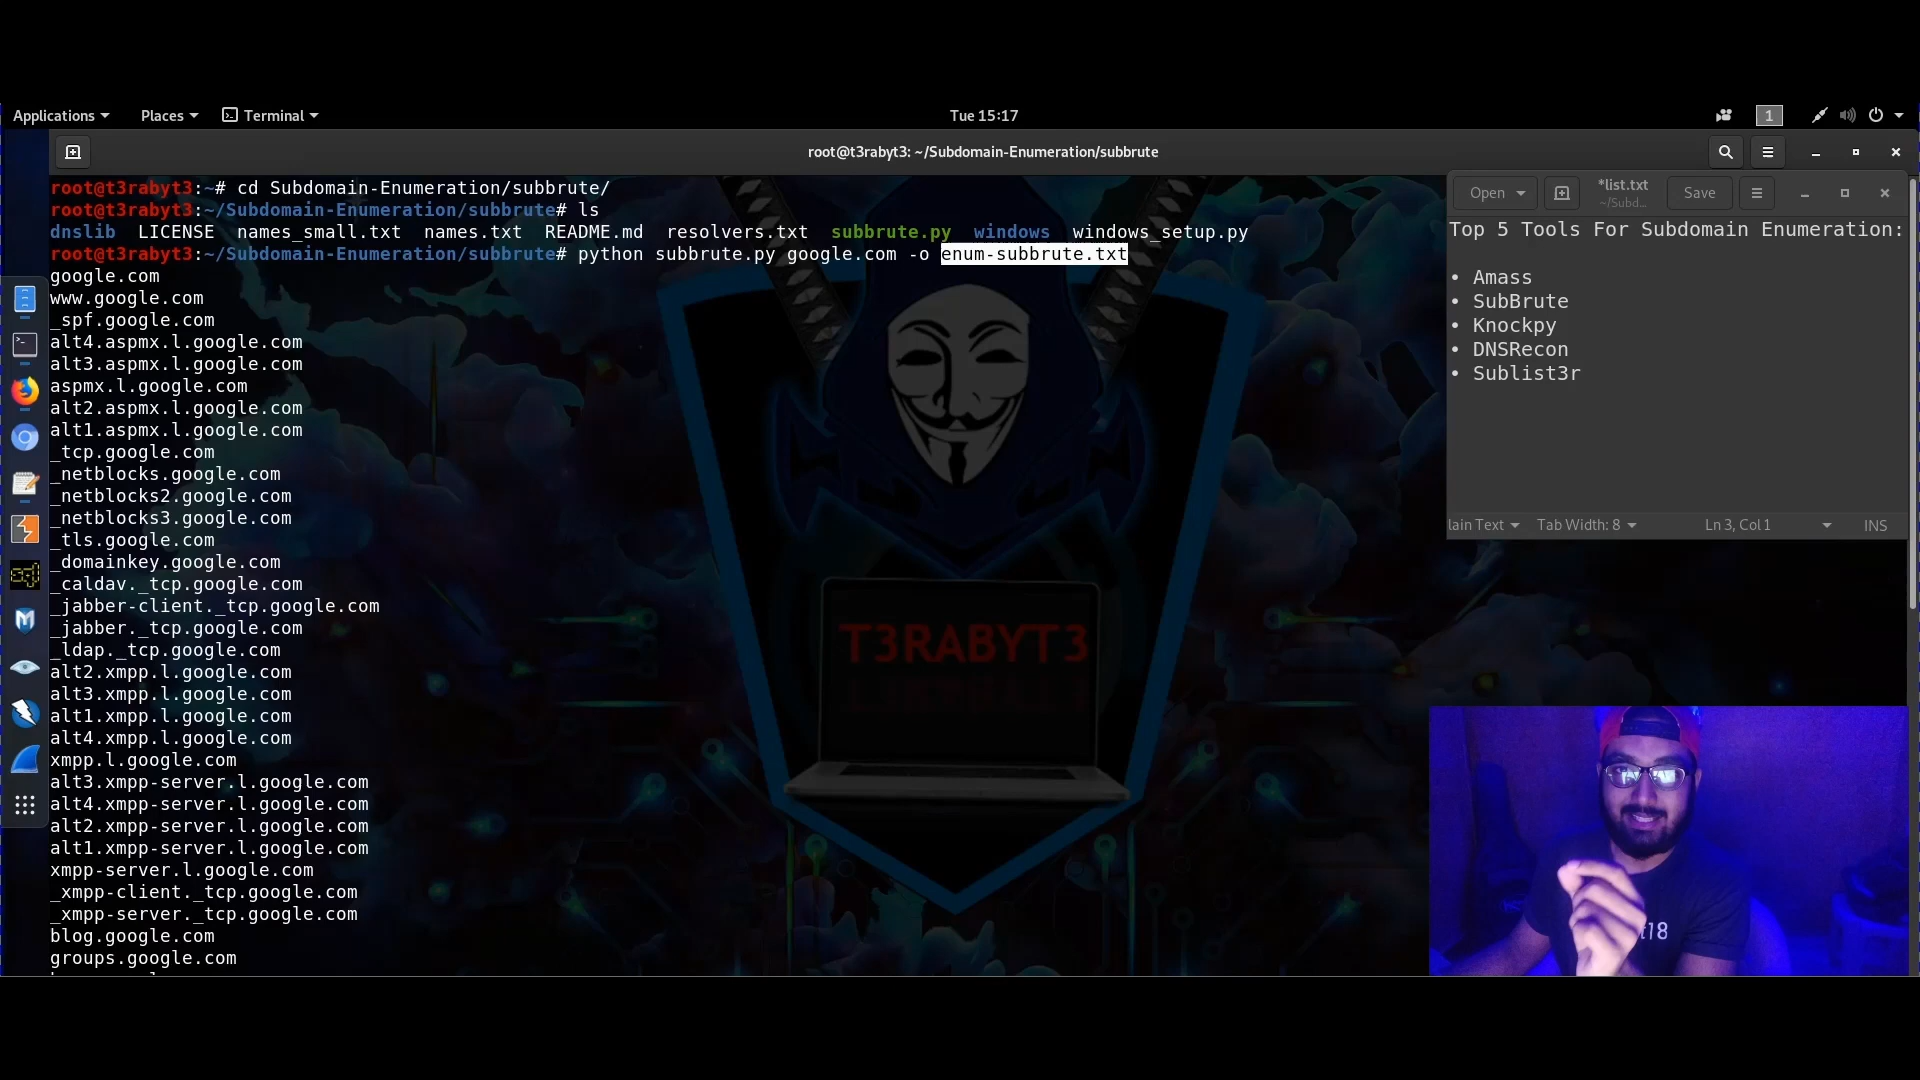 Applications
Places
Terminal
Tue 15:17
1
root@t3rabyt3: ~/Subdomain-Enumeration/subbrute
root@t3rabyt3:~# cd Subdomain-Enumeration/subbrute/
root@t3rabyt3:~/Subdomain-Enumeration/subbrute# ls
dnslib LICENSE names_small.txt names.txt README.md resolvers.txt subbrute.py windows windows_setup.py
root@t3rabyt3:~/Subdomain-Enumeration/subbrute# python subbrute.py google.com -o enum-subbrute.txt
google.com
www.google.com
_spf.google.com
alt4.aspmx.l.google.com
alt3.aspmx.l.google.com
aspmx.l.google.com
alt2.aspmx.l.google.com
alt1.aspmx.l.google.com
_tcp.google.com
_netblocks.google.com
_netblocks2.google.com
_netblocks3.google.com
_tls.google.com
_domainkey.google.com
_caldav._tcp.google.com
_jabber-client._tcp.google.com
_jabber._tcp.google.com
_ldap._tcp.google.com
alt2.xmpp.l.google.com
alt3.xmpp.l.google.com
alt1.xmpp.l.google.com
alt4.xmpp.l.google.com
xmpp.l.google.com
alt3.xmpp-server.l.google.com
alt4.xmpp-server.l.google.com
alt2.xmpp-server.l.google.com
alt1.xmpp-server.l.google.com
xmpp-server.l.google.com
_xmpp-client._tcp.google.com
_xmpp-server._tcp.google.com
blog.google.com
groups.google.com
Open
*list.txt
~/Subd...
Save
Top 5 Tools For Subdomain Enumeration:
• Amass
• SubBrute
• Knockpy
• DNSRecon
• Sublist3r
lain Text
Tab Width: 8
Ln 3, Col 1
INS
T3RABYT3